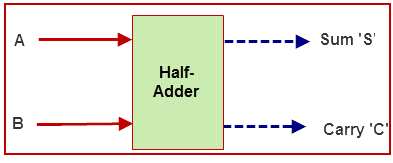 A
Sum 'S'
Half-
Adder
B
Carry 'C'